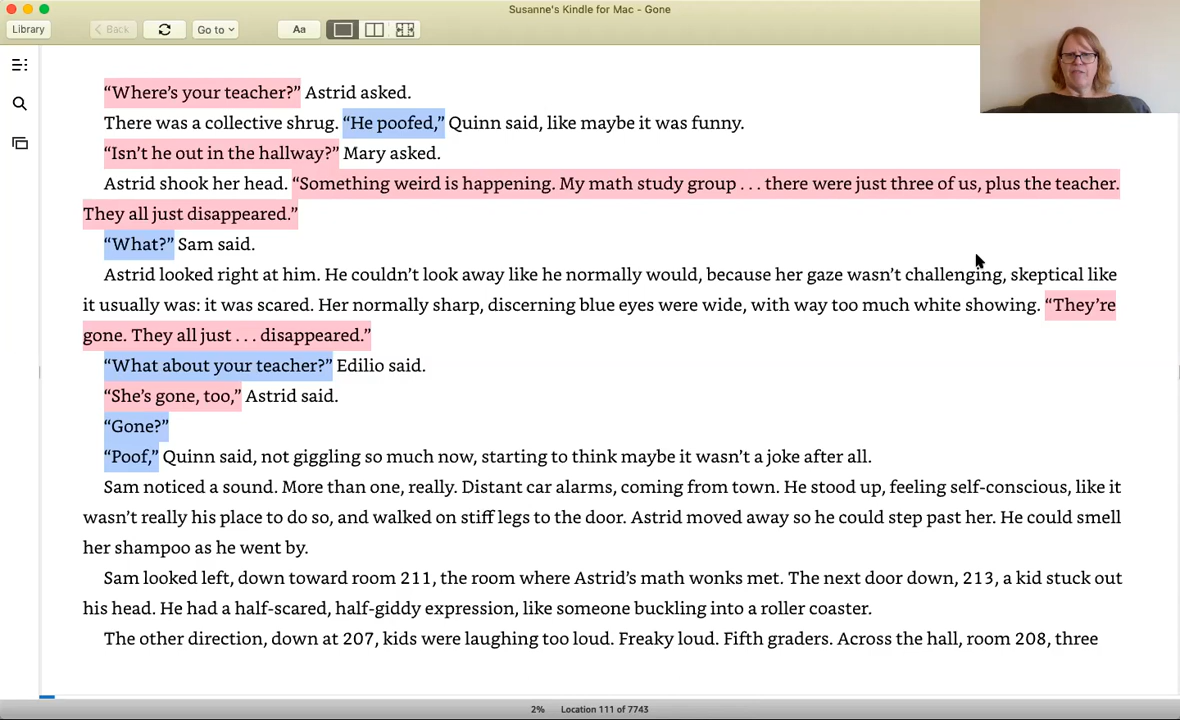 Susanne's Kindle for Mac - Gone
Library
Back
Go to
Aa
“Where’s your teacher?” Astrid asked.
There was a collective shrug. “He poofed,” Quinn said, like maybe it was funny.
“Isn’t he out in the hallway?” Mary asked.
Astrid shook her head. “Something weird is happening. My math study group . . . there were just three of us, plus the teacher.
They all just disappeared.”
“What?” Sam said.
Astrid looked right at him. He couldn’t look away like he normally would, because her gaze wasn’t challenging, skeptical like
it usually was: it was scared. Her normally sharp, discerning blue eyes were wide, with way too much white showing. “They’re
gone. They all just . . . disappeared.”
“What about your teacher?” Edilio said.
“She’s gone, too,” Astrid said.
“Gone?”
“Poof,” Quinn said, not giggling so much now, starting to think maybe it wasn’t a joke after all.
Sam noticed a sound. More than one, really. Distant car alarms, coming from town. He stood up, feeling self-conscious, like it
wasn’t really his place to do so, and walked on stiff legs to the door. Astrid moved away so he could step past her. He could smell
her shampoo as he went by.
Sam looked left, down toward room 211, the room where Astrid’s math wonks met. The next door down, 213, a kid stuck out
his head. He had a half-scared, half-giddy expression, like someone buckling into a roller coaster.
The other direction, down at 207, kids were laughing too loud. Freaky loud. Fifth graders. Across the hall, room 208, three
2% Location 111 of 7743